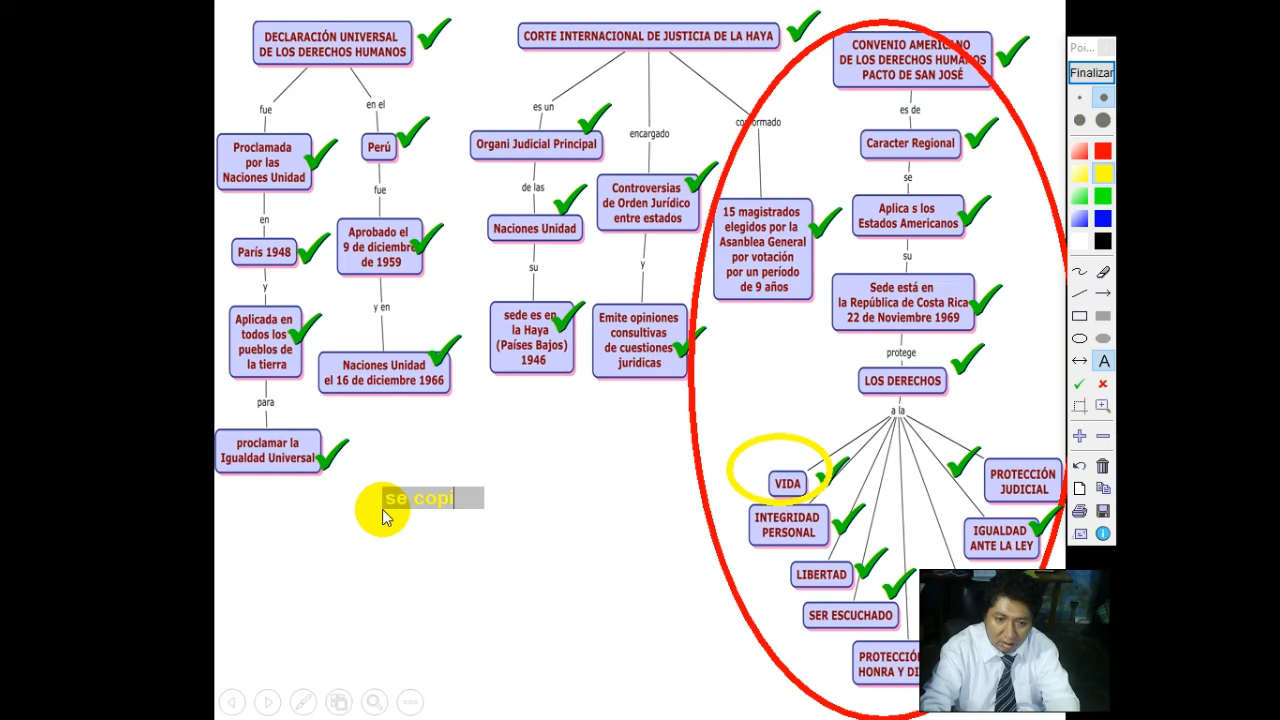 DECLARACIÓN UNIVERSAL
DE LOS DERECHOS HUMANOS
fue
Proclamada
por las
Naciones Unidad
en
París 1948
y
Aplicada en
todos los
pueblos de
la tierra
para
proclamar la
Igualdad Universal
en el
Perú
fue
Aprobado el
9 de diciembre
de 1959
y en
Naciones Unidad
el 16 de diciembre 1966
se copi
CORTE INTERNACIONAL DE JUSTICIA DE LA HAYA
es un
Organi Judicial Principal
de las
Naciones Unidad
su
sede es en
la Haya
(Países Bajos)
1946
encargado
Controversias
de Orden Jurídico
entre estados
y
Emite opiniones
consultivas
de cuestiones
juridicas
conformado
15 magistrados
elegidos por la
Asanblea General
por votación
por un período
de 9 años
CONVENIO AMERICANO
DE LOS DERECHOS HUMANOS
PACTO DE SAN JOSÉ
es de
Caracter Regional
se
Aplica s los
Estados Americanos
su
Sede está en
la República de Costa Rica
22 de Noviembre 1969
protege
LOS DERECHOS
a la
VIDA
INTEGRIDAD
PERSONAL
LIBERTAD
SER ESCUCHADO
PROTECCIÓN
HONRA Y DI
IGUALDAD
ANTE LA LEY
PROTECCIÓN
JUDICIAL
Poi...
Finalizar
A